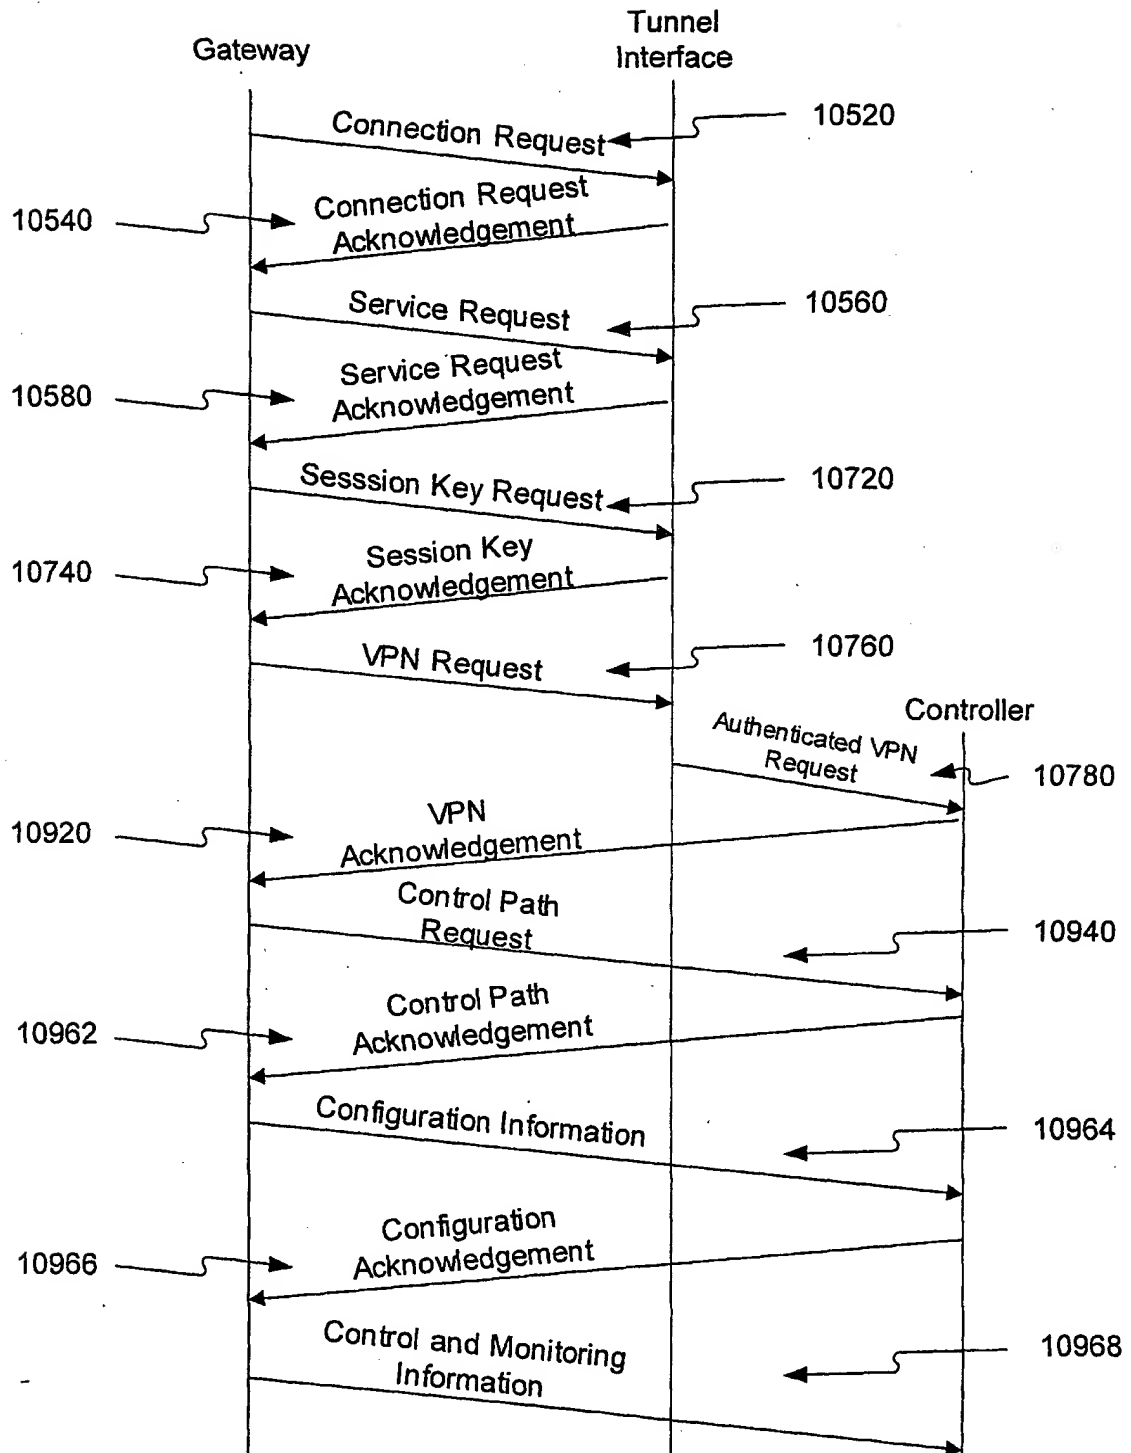 Tunnel
Interface
Gateway
Connection Request
10520
Connection Request
Acknowledgement
10540
Service Request
10560
Service Request
Acknowledgement
10580
Sesssion Key Request
10720
Session Key
Acknowledgement
10740
VPN Request
10760
Controller
Authenticated VPN
Request
10780
VPN
Acknowledgement
10920
Control Path
Request
10940
Control Path
Acknowledgement
10962
Configuration Information
10964
Configuration
Acknowledgement
10966
Control and Monitoring
Information
10968